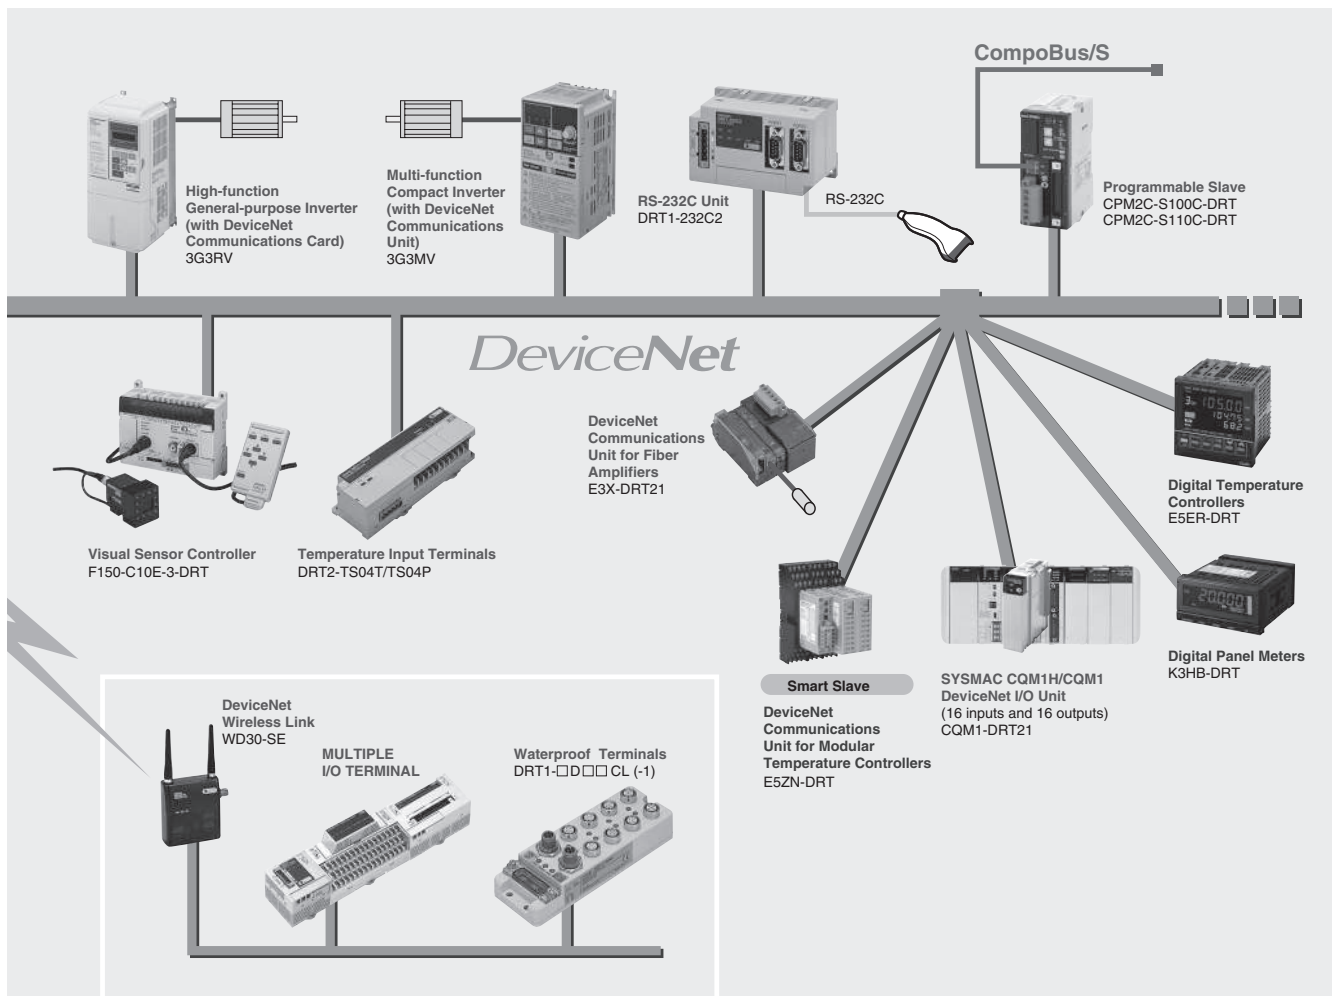 CompoBus/S
High-function
General-purpose Inverter
(with DeviceNet
Communications Card)
3G3RV
Multi-function
Compact Inverter
(with DeviceNet
Communications
Unit)
3G3MV
RS-232C Unit
DRT1-232C2
RS-232C
Programmable Slave
CPM2C-S100C-DRT
CPM2C-S110C-DRT
DeviceNet
Visual Sensor Controller
F150-C10E-3-DRT
Temperature Input Terminals
DRT2-TS04T/TS04P
DeviceNet
Communications
Unit for Fiber
Amplifiers
E3X-DRT21
Digital Temperature
Controllers
E5ER-DRT
Smart Slave
DeviceNet
Communications
Unit for Modular
Temperature Controllers
E5ZN-DRT
SYSMAC CQM1H/CQM1
DeviceNet I/O Unit
(16 inputs and 16 outputs)
CQM1-DRT21
Digital Panel Meters
K3HB-DRT
DeviceNet
Wireless Link
WD30-SE
MULTIPLE
I/O TERMINAL
Waterproof Terminals
DRT1-□D□□CL (-1)